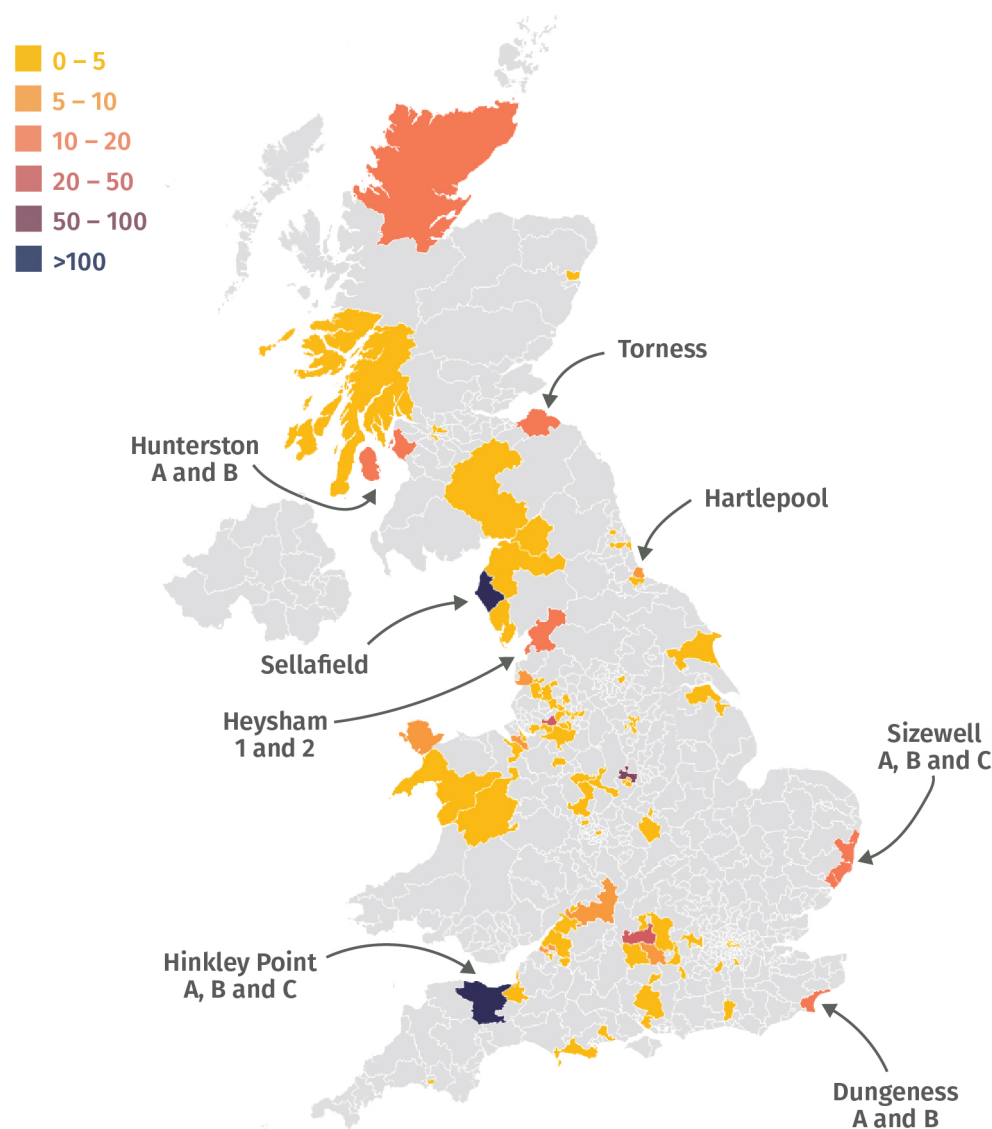 0 – 5
5 – 10
10 – 20
20 – 50
50 – 100
>100
Torness
Hunterston
A and B
Hartlepool
Sellafield
Heysham
1 and 2
Sizewell
A, B and C
Hinkley Point
A, B and C
Dungeness
A and B